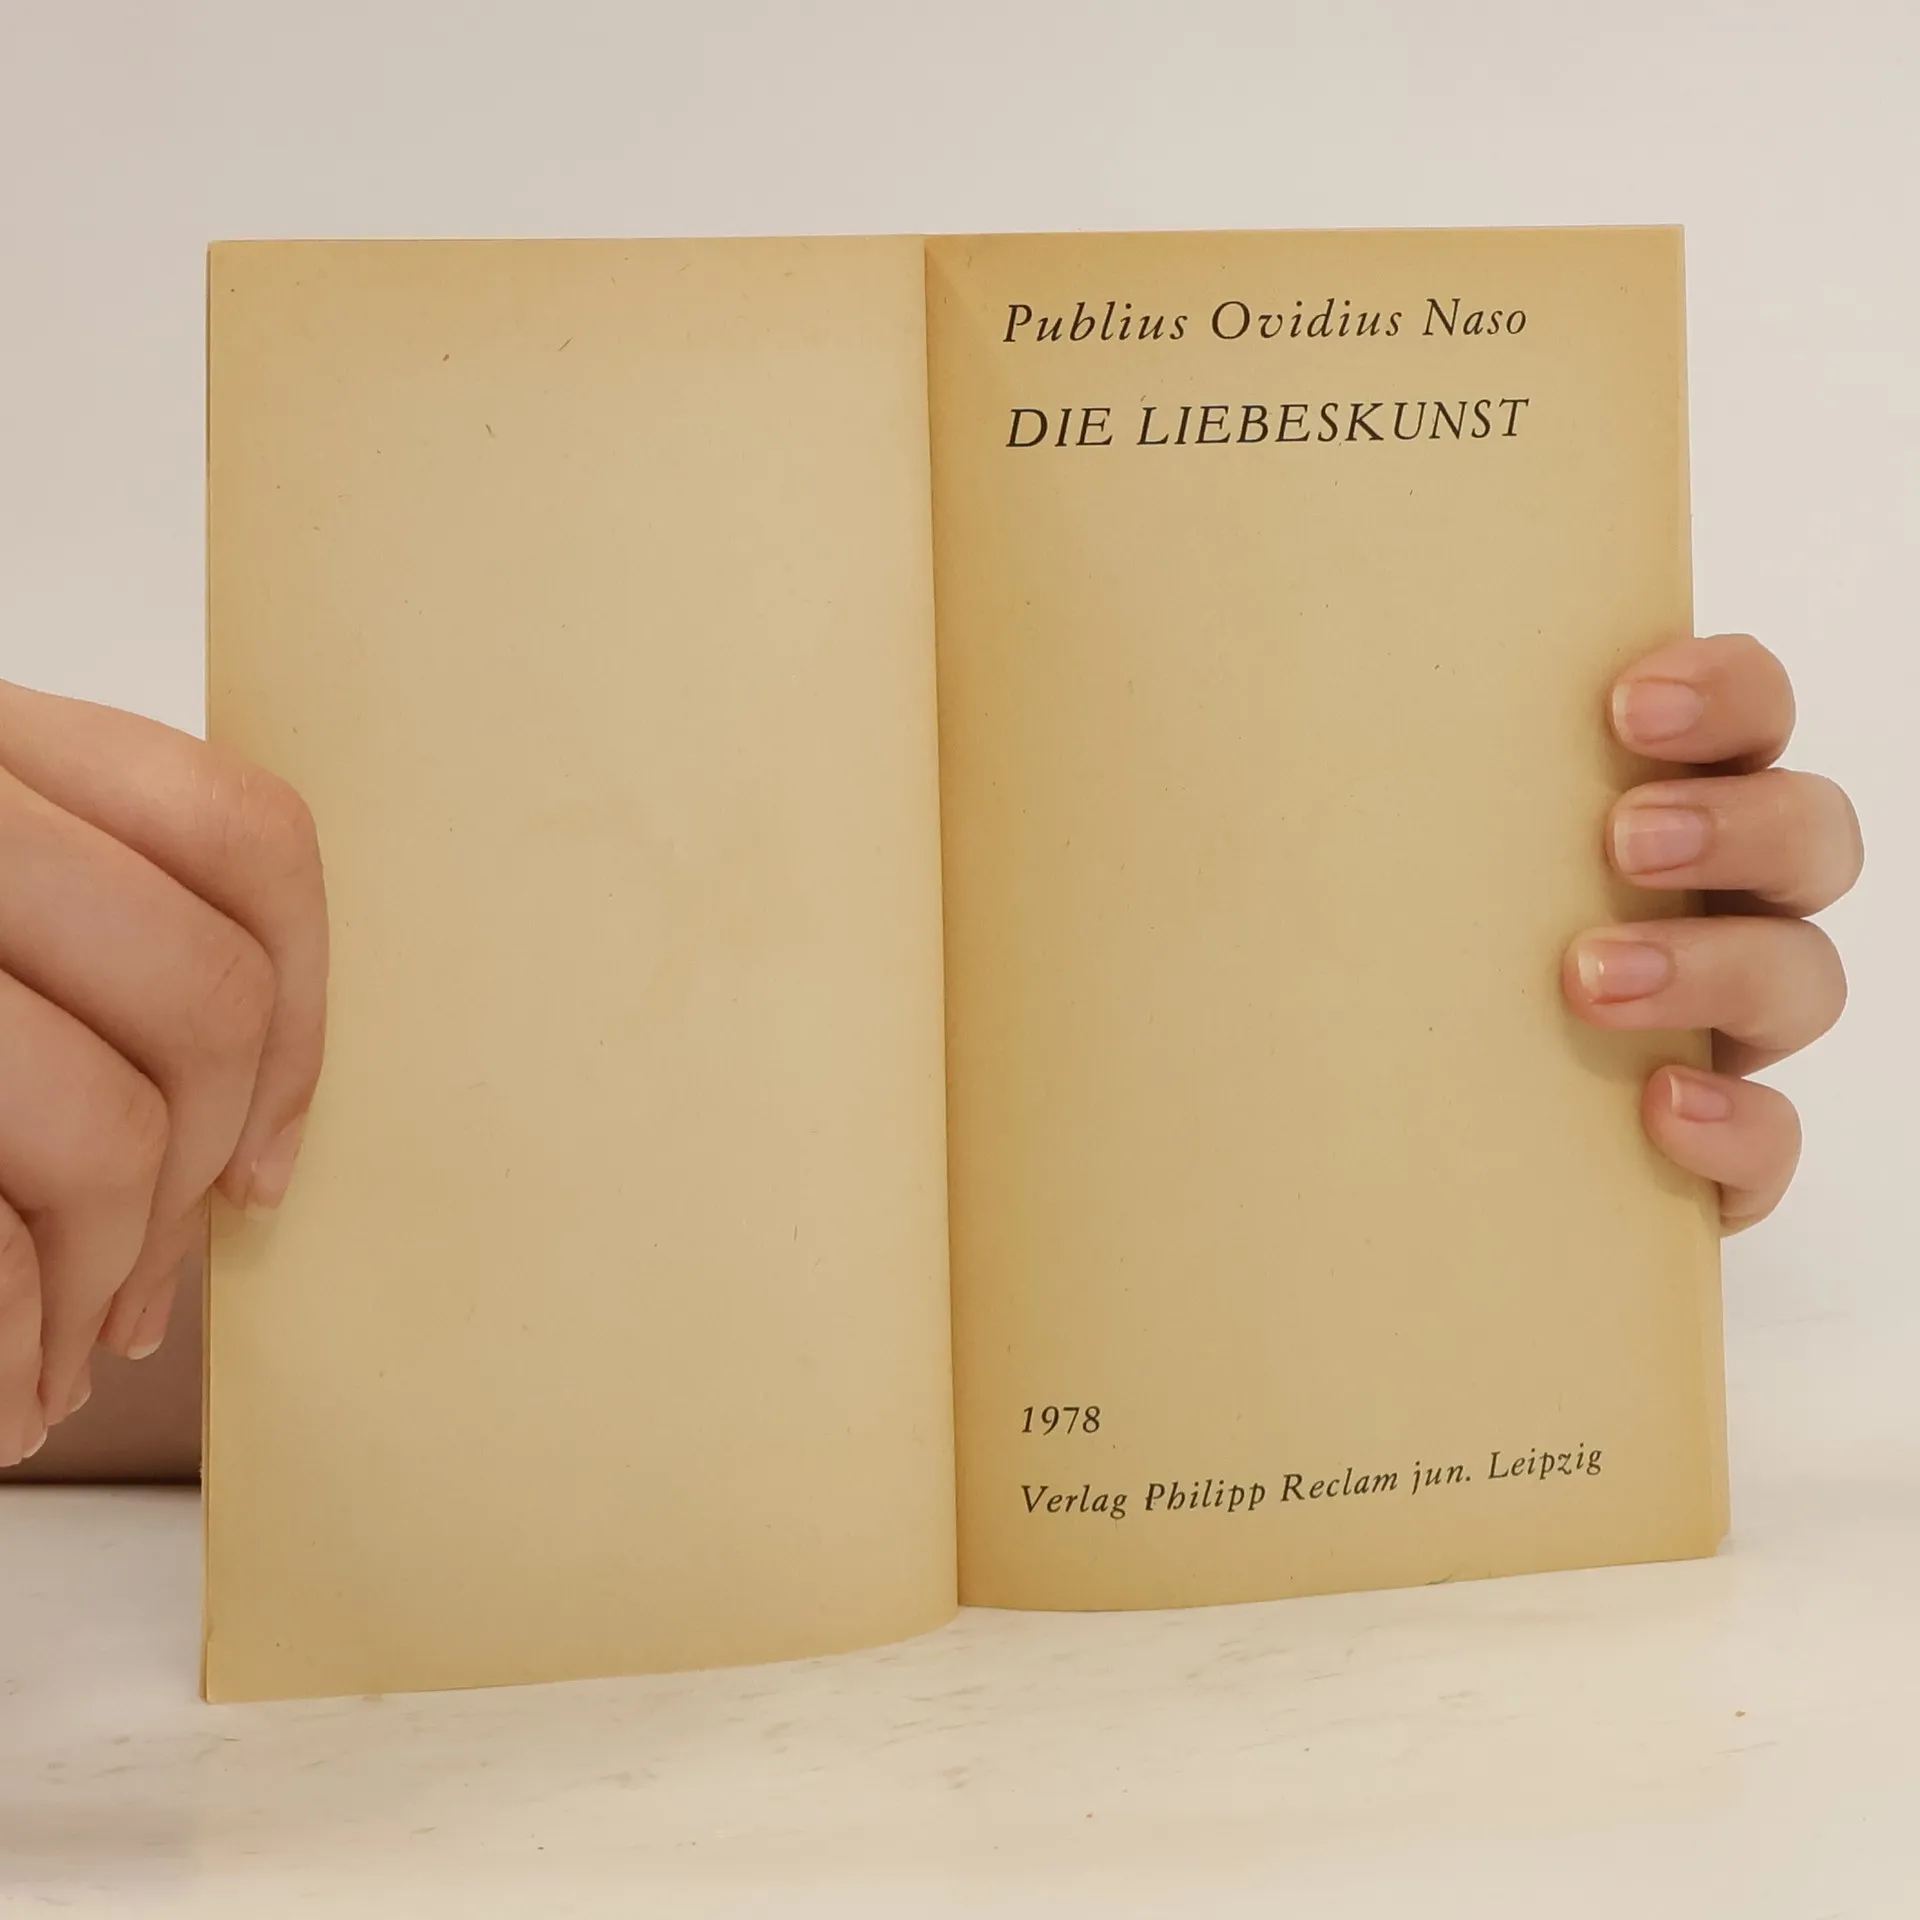 Publius Ovidius Naso
DIE LIEBESKUNST
1978
Verlag Philipp Reclam jun. Leipzig